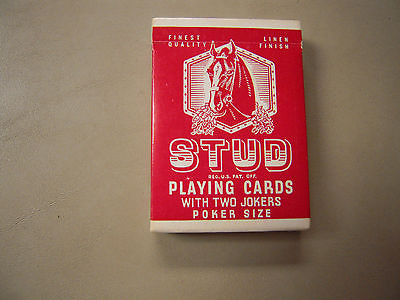 FINEST LINEN
QUALITY FINISH
STUD
REG. U.S. PAT. OFF.
PLAYING CARDS
WITH TWO JOKERS
POKER SIZE